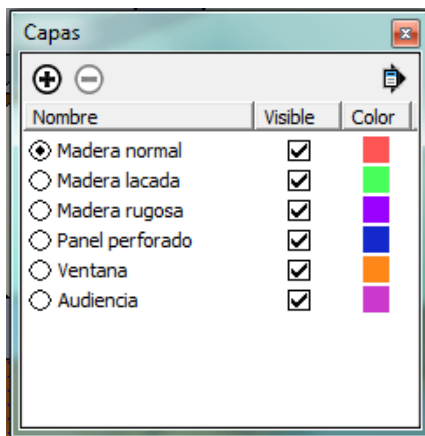 Capas
Nombre Visible Color
Madera normal
Madera lacada
Madera rugosa
Panel perforado
Ventana
Audiencia